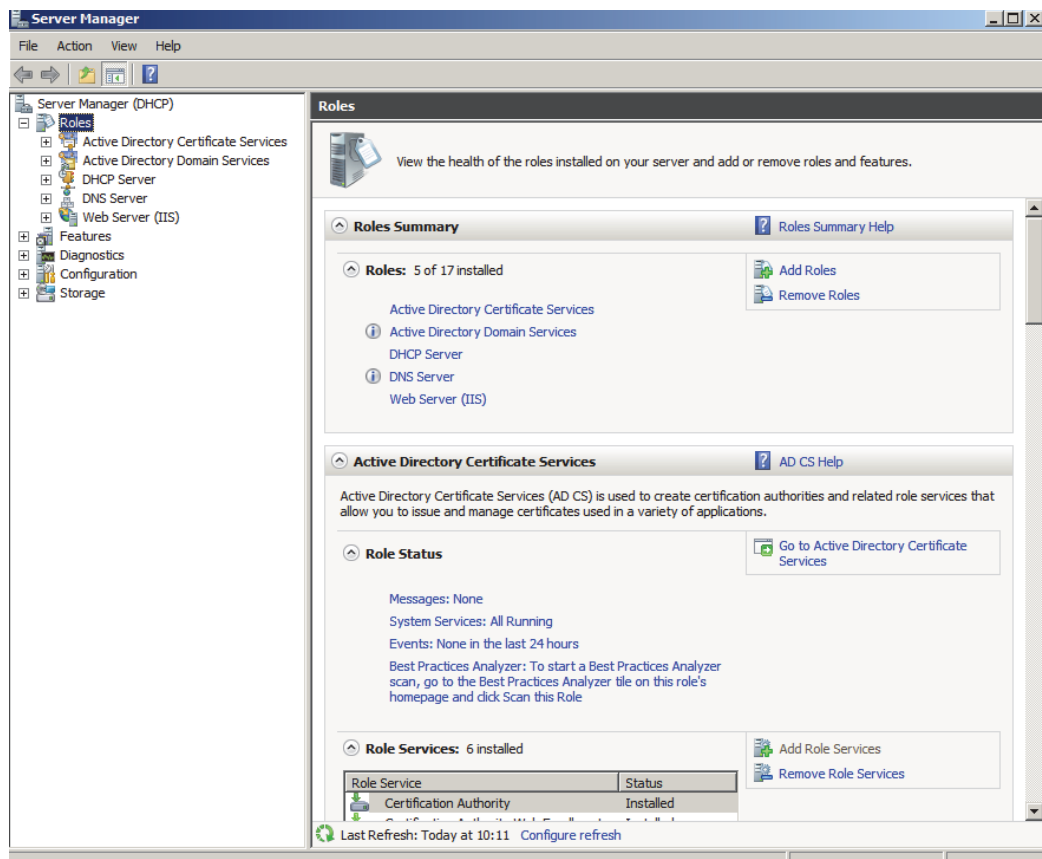 Server Manager
File Action View Help
Server Manager (DHCP)
Roles
Active Directory Certificate Services
Active Directory Domain Services
DHCP Server
DNS Server
Web Server (IIS)
Features
Diagnostics
Configuration
Storage
Roles
View the health of the roles installed on your server and add or remove roles and features.
Roles Summary
Roles Summary Help
Roles: 5 of 17 installed
Add Roles
Remove Roles
Active Directory Certificate Services
Active Directory Domain Services
DHCP Server
DNS Server
Web Server (IIS)
Active Directory Certificate Services
AD CS Help
Active Directory Certificate Services (AD CS) is used to create certification authorities and related role services that
allow you to issue and manage certificates used in a variety of applications.
Role Status
Go to Active Directory Certificate
Services
Messages: None
System Services: All Running
Events: None in the last 24 hours
Best Practices Analyzer: To start a Best Practices Analyzer
scan, go to the Best Practices Analyzer tile on this role's
homepage and click Scan this Role
Role Services: 6 installed
Add Role Services
Remove Role Services
Role Service Status
Certification Authority Installed
Last Refresh: Today at 10:11 Configure refresh